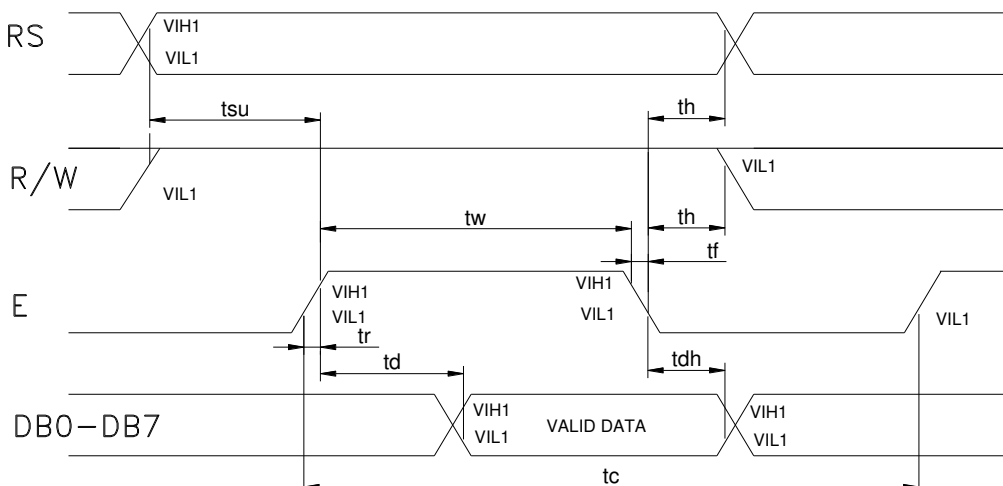 RS
VIH1
VIL1
tsu
th
R/W
VIL1
VIL1
tw
th
tf
E
VIH1
VIL1
VIH1
VIL1
VIL1
tr
td
tdh
DB0-DB7
VIH1
VIL1
VALID DATA
VIH1
VIL1
tc